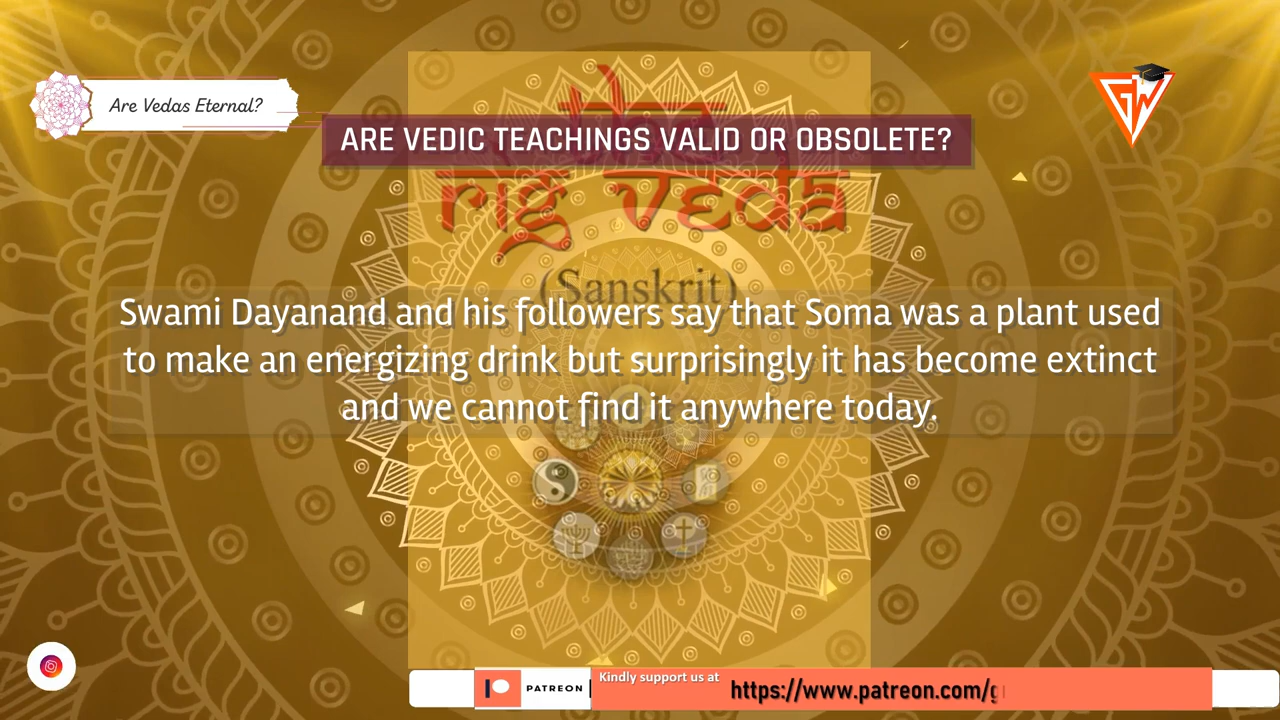 Are Vedas Eternal?
GW
ARE VEDIC TEACHINGS VALID OR OBSOLETE?
the
rig veda
(Sanskrit)
Swami Dayanand and his followers say that Soma was a plant used
to make an energizing drink but surprisingly it has become extinct
and we cannot find it anywhere today.
PATREON
Kindly support us at
https://www.patreon.com/g